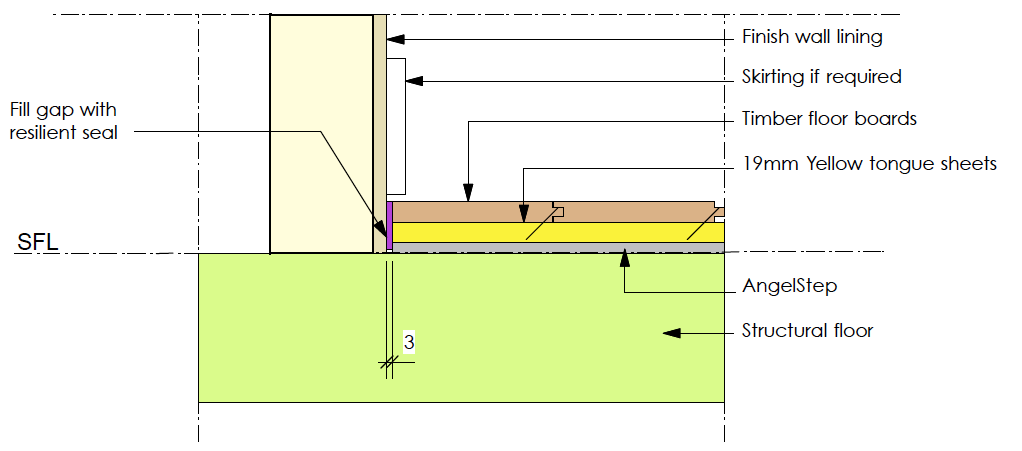 Finish wall lining
Skirting if required
Fill gap with
resilient seal
Timber floor boards
19mm Yellow tongue sheets
SFL
AngelStep
Structural floor
3